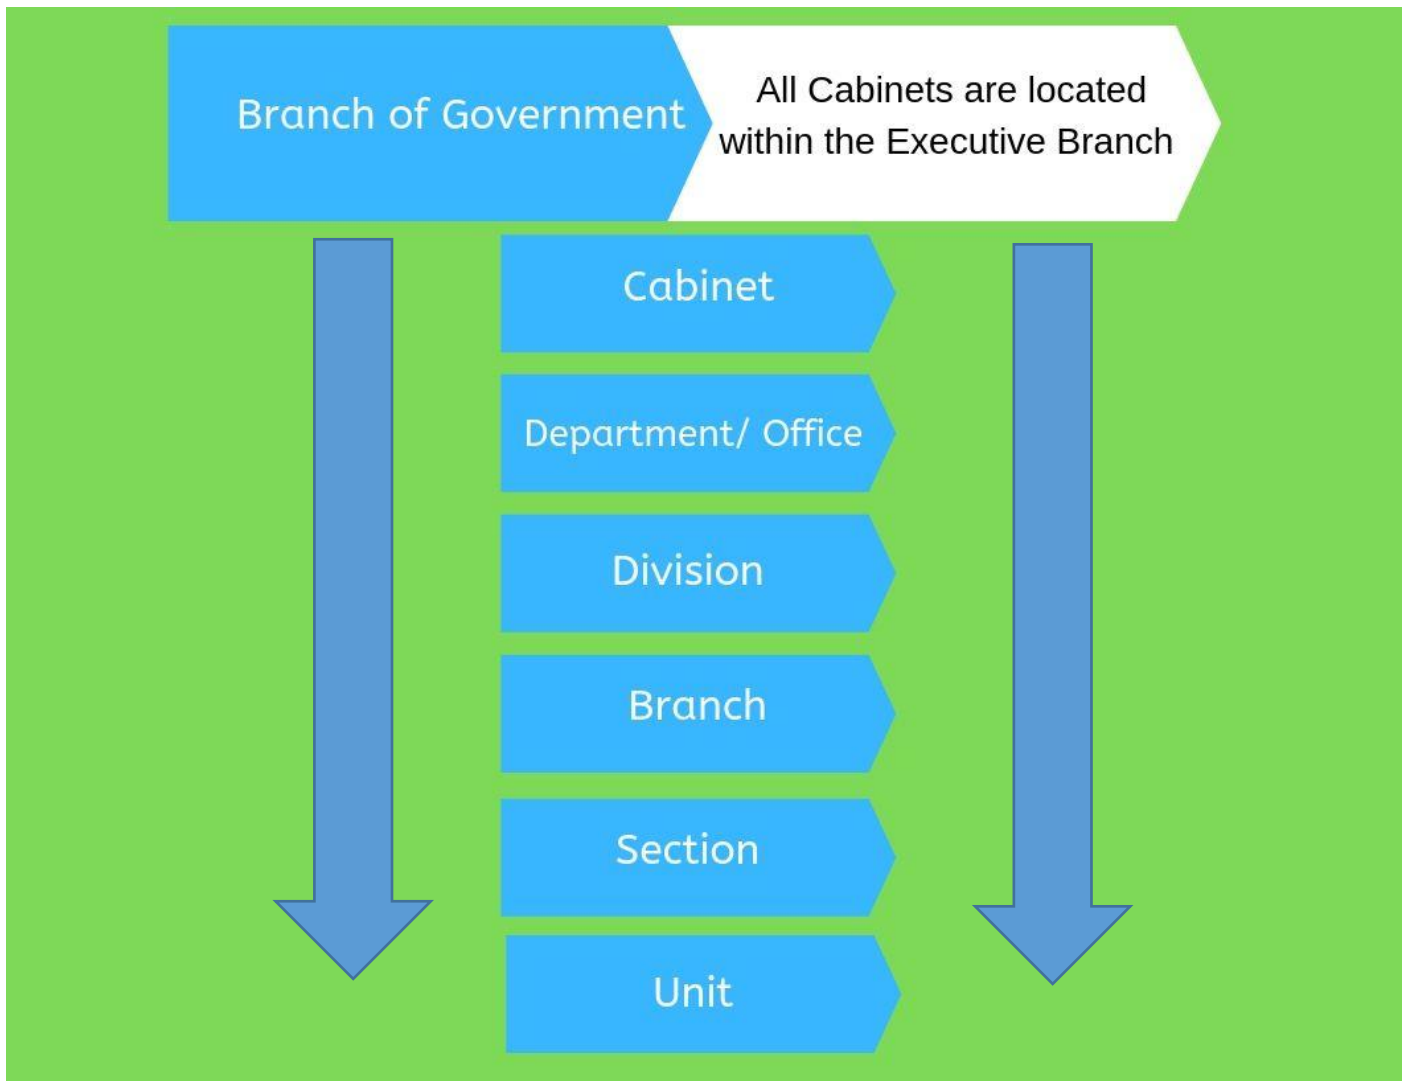 Branch of Government
All Cabinets are located
within the Executive Branch
Cabinet
Department/ Office
Division
Branch
Section
Unit